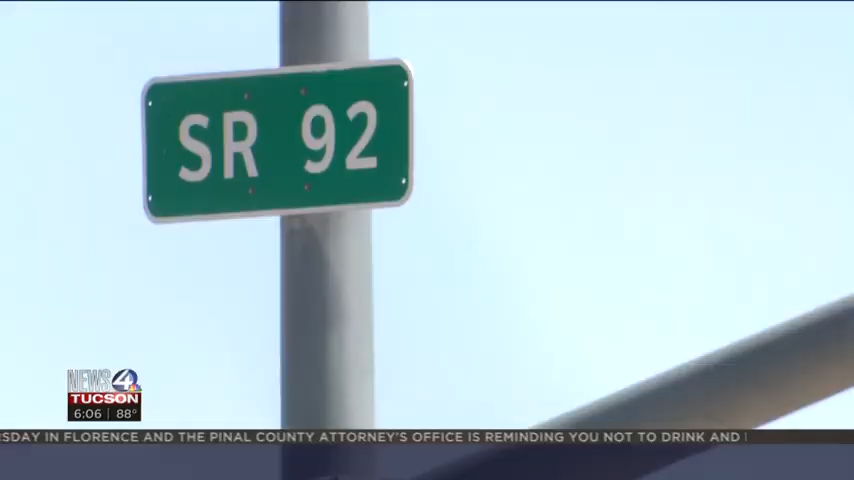 SR 92
NEWS 4
TUCSON
6:06 | 88°
IN FLORENCE AND THE PINAL COUNTY ATTORNEY'S OFFICE IS REMINDING YOU NOT TO DRINK AND